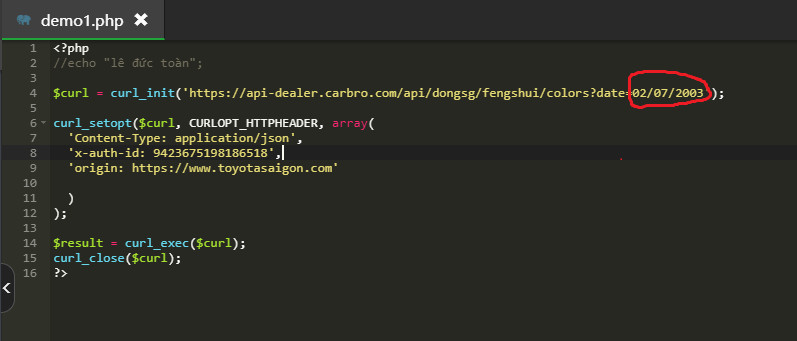 demo1.php ✖
1 <?php
2 //echo "lê đức toàn";
3
4 $curl = curl_init('https://api-dealer.carbro.com/api/dongsg/fengshui/colors?date=02/07/2003');
5
6 curl_setopt($curl, CURLOPT_HTTPHEADER, array(
7 'Content-Type: application/json',
8 'x-auth-id: 9423675198186518',
9 'origin: https://www.toyotasaigon.com'
10
11 )
12 );
13
14 $result = curl_exec($curl);
15 curl_close($curl);
16 ?>